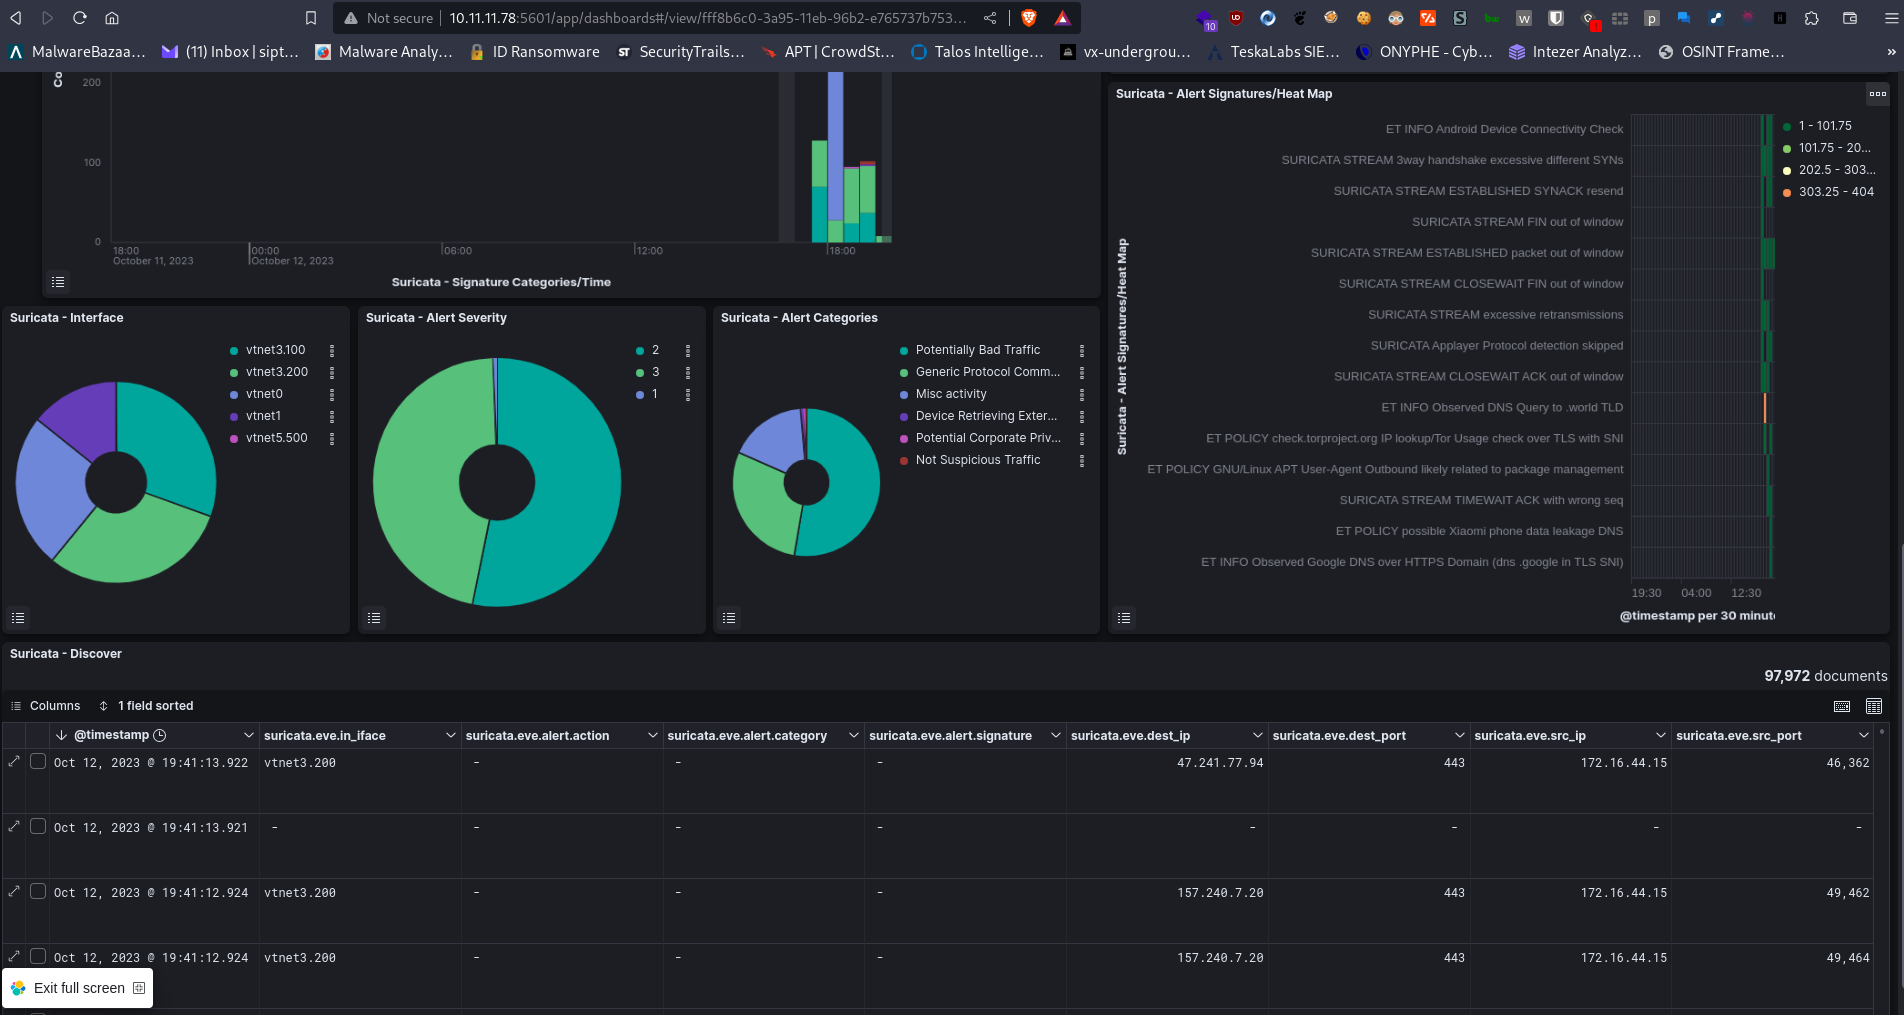 Not secure 10.11.11.78:5601/app/dashboards#/view/fff8b6c0-3a95-11eb-96b2-e765737b753...
10
1
MalwareBazaa... (11) Inbox | sipt... Malware Analy... ID Ransomware SecurityTrails... APT | CrowdSt... Talos Intellige... vx-undergrou... TeskaLabs SIE... ONYPHE - Cyb... Intezer Analyz... OSINT Frame... »
Co
200
100
0
18:00 00:00 06:00 12:00 18:00
October 11, 2023 October 12, 2023
Suricata - Signature Categories/Time
Suricata - Alert Signatures/Heat Map
Suricata - Alert Signatures/Heat Map
ET INFO Android Device Connectivity Check
SURICATA STREAM 3way handshake excessive different SYNs
SURICATA STREAM ESTABLISHED SYNACK resend
SURICATA STREAM FIN out of window
SURICATA STREAM ESTABLISHED packet out of window
SURICATA STREAM CLOSEWAIT FIN out of window
SURICATA STREAM excessive retransmissions
SURICATA Applayer Protocol detection skipped
SURICATA STREAM CLOSEWAIT ACK out of window
ET INFO Observed DNS Query to .world TLD
ET POLICY check.torproject.org IP lookup/Tor Usage check over TLS with SNI
ET POLICY GNU/Linux APT User-Agent Outbound likely related to package management
SURICATA STREAM TIMEWAIT ACK with wrong seq
ET POLICY possible Xiaomi phone data leakage DNS
ET INFO Observed Google DNS over HTTPS Domain (dns .google in TLS SNI)
19:30 04:00 12:30
@timestamp per 30 minute
1 - 101.75
101.75 - 20...
202.5 - 303...
303.25 - 404
Suricata - Interface
vtnet3.100
vtnet3.200
vtnet0
vtnet1
vtnet5.500
Suricata - Alert Severity
2
3
1
Suricata - Alert Categories
Potentially Bad Traffic
Generic Protocol Comm...
Misc activity
Device Retrieving Exter...
Potential Corporate Priv...
Not Suspicious Traffic
Suricata - Discover
97,972 documents
Columns 1 field sorted
@timestamp suricata.eve.in_iface suricata.eve.alert.action suricata.eve.alert.category suricata.eve.alert.signature suricata.eve.dest_ip suricata.eve.dest_port suricata.eve.src_ip suricata.eve.src_port
Oct 12, 2023 @ 19:41:13.922 vtnet3.200 - - - 47.241.77.94 443 172.16.44.15 46,362
Oct 12, 2023 @ 19:41:13.921 - - - - - - - -
Oct 12, 2023 @ 19:41:12.924 vtnet3.200 - - - 157.240.7.20 443 172.16.44.15 49,462
Oct 12, 2023 @ 19:41:12.924 vtnet3.200 - - - 157.240.7.20 443 172.16.44.15 49,464
Exit full screen